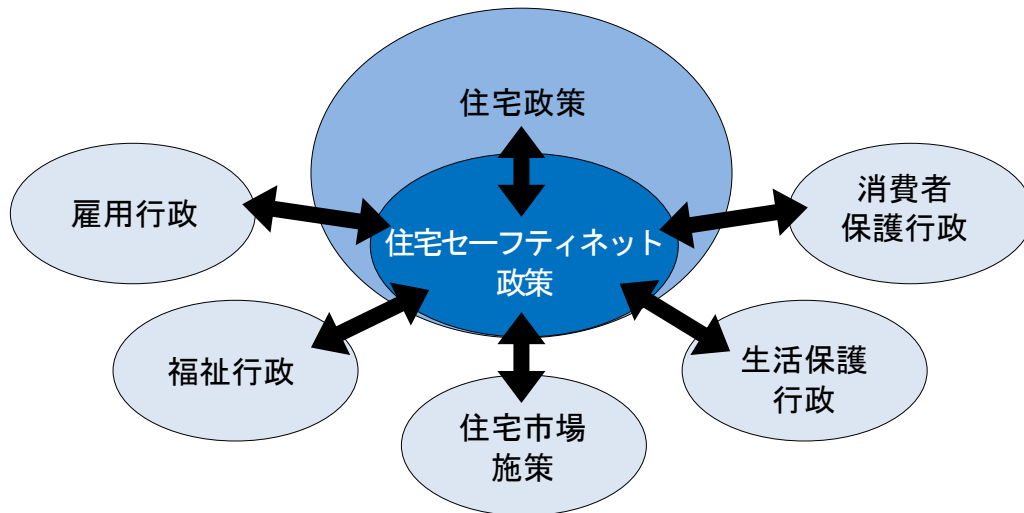 住宅政策
雇用行政
消費者
保護行政
住宅セーフティネット
政策
福祉行政
生活保護
行政
住宅市場
施策